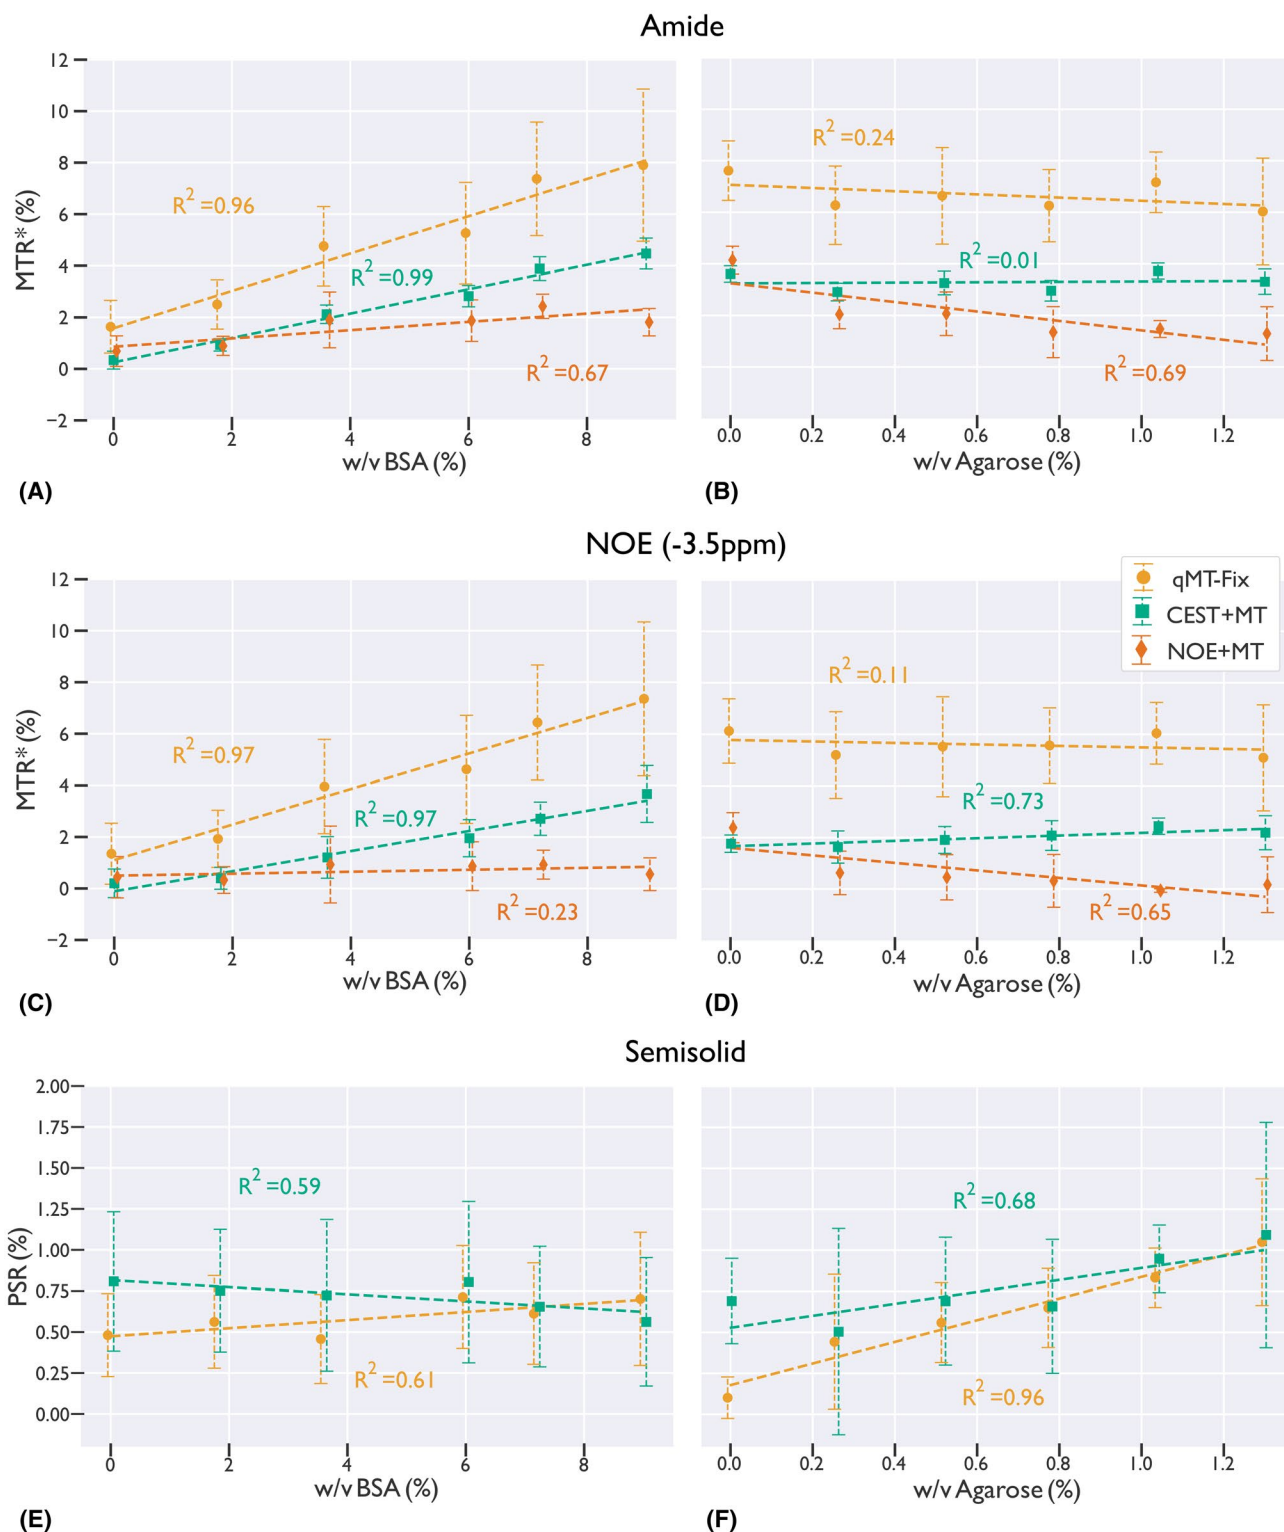 Amide
12
10
8
6
4
2
0
−2
MTR* (%)
R2 =0.96
R2 =0.99
R2 =0.67
0 2 4 6 8
w/v BSA (%)
(A)
R2 =0.24
R2 =0.01
R2 =0.69
0.0 0.2 0.4 0.6 0.8 1.0 1.2
w/v Agarose (%)
(B)
NOE (-3.5ppm)
12
10
8
6
4
2
0
−2
MTR* (%)
R2 =0.97
R2 =0.97
R2 =0.23
0 2 4 6 8
w/v BSA (%)
(C)
qMT-Fix
CEST+MT
NOE+MT
R2 =0.11
R2 =0.73
R2 =0.65
0.0 0.2 0.4 0.6 0.8 1.0 1.2
w/v Agarose (%)
(D)
Semisolid
2.00
1.75
1.50
1.25
1.00
0.75
0.50
0.25
0.00
PSR (%)
R2 =0.59
R2 =0.61
0 2 4 6 8
w/v BSA (%)
(E)
R2 =0.68
R2 =0.96
0.0 0.2 0.4 0.6 0.8 1.0 1.2
w/v Agarose (%)
(F)